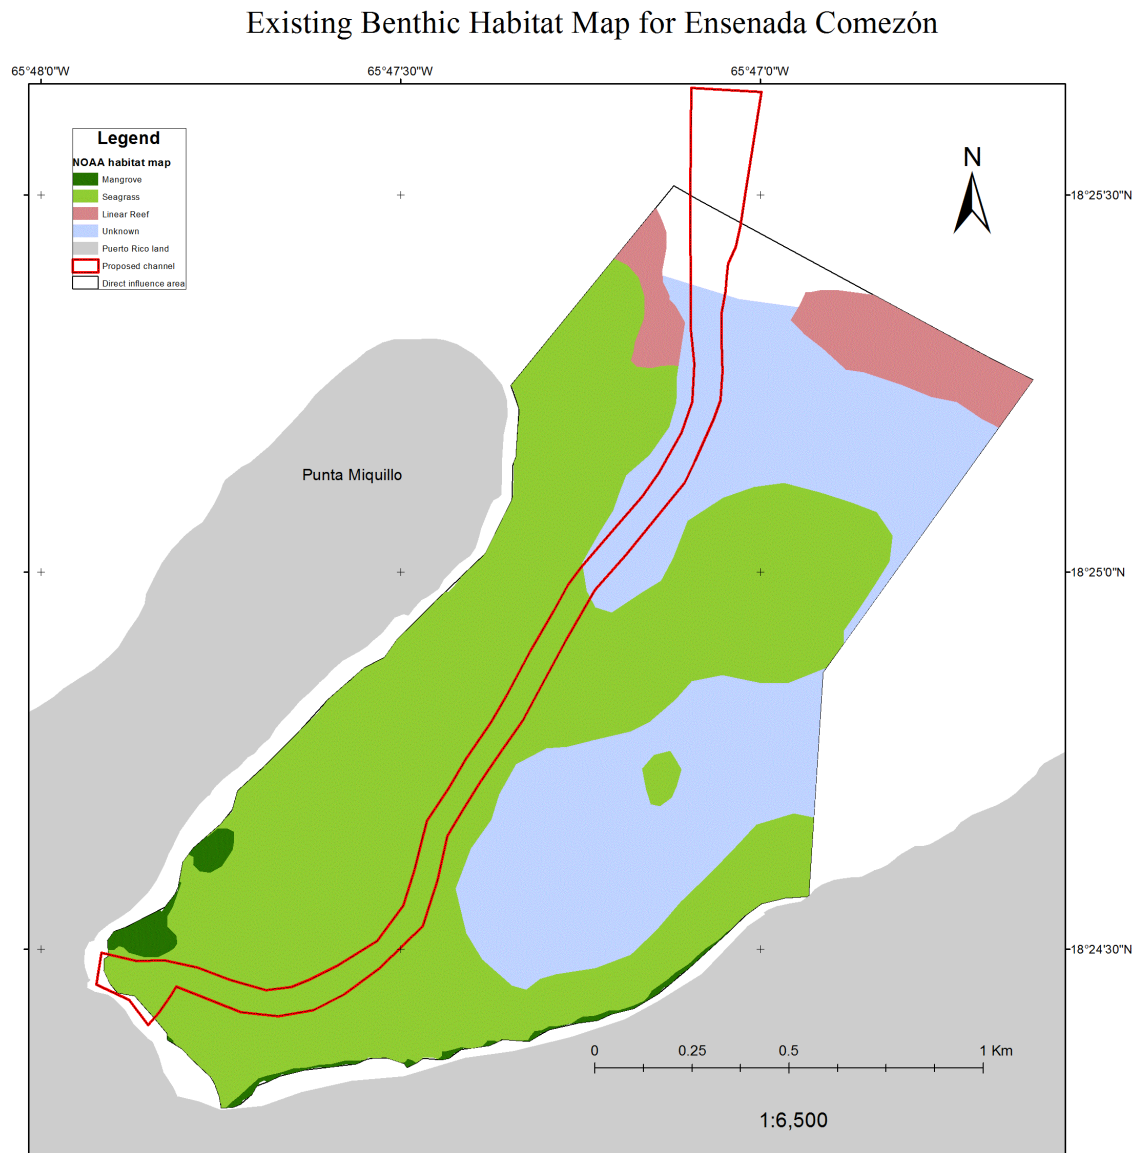 Existing Benthic Habitat Map for Ensenada Comezón
65°48'0"W
65°47'30"W
65°47'0"W
Legend
NOAA habitat map
Mangrove
Seagrass
Linear Reef
Unknown
Puerto Rico land
Proposed channel
Direct influence area
N
18°25'30"N
Punta Miquillo
18°25'0"N
18°24'30"N
0 0.25 0.5 1 Km
1:6,500